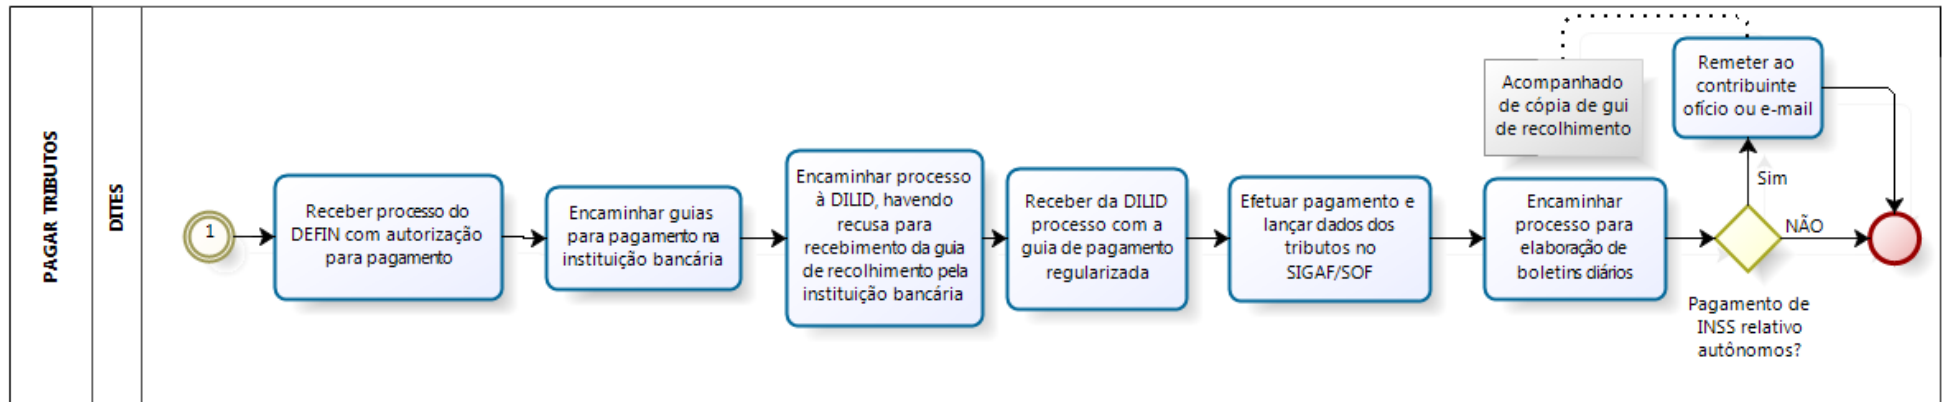 PAGAR TRIBUTOS
DITES
1
Receber processo do
DEFIN com autorização
para pagamento
Encaminhar guias
para pagamento na
instituição bancária
Encaminhar processo
à DILID, havendo
recusa para
recebimento da guia
de recolhimento pela
instituição bancária
Receber da DILID
processo com a
guia de pagamento
regularizada
Efetuar pagamento e
lançar dados dos
tributos no
SIGAF/SOF
Encaminhar
processo para
elaboração de
boletins diários
Acompanhado
de cópia de gui
de recolhimento
Remeter ao
contribuinte
ofício ou e-mail
Sim
NÃO
Pagamento de
INSS relativo
autônomos?